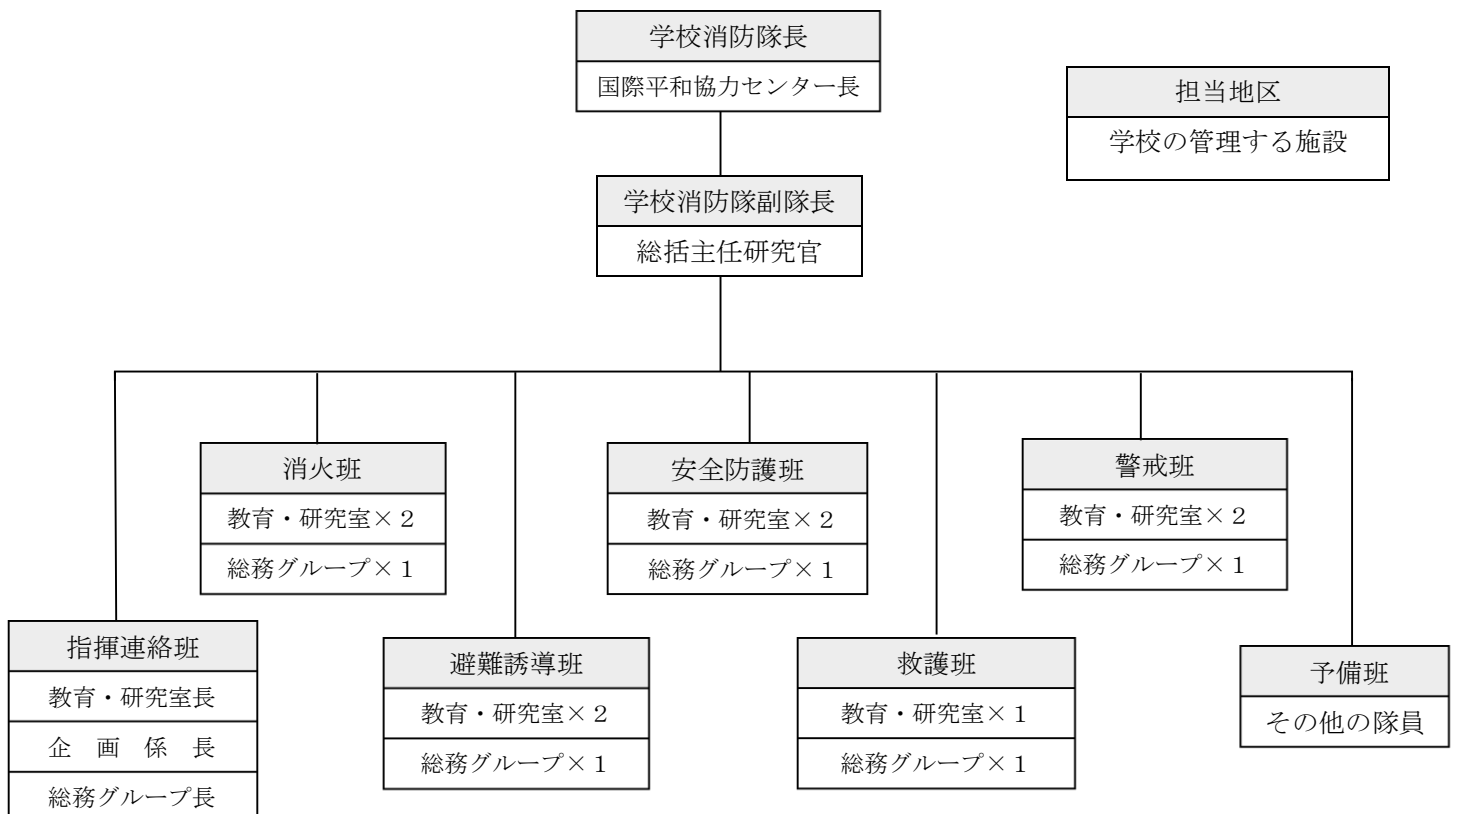 学校消防隊長
国際平和協力センター長
担当地区
学校の管理する施設
学校消防隊副隊長
総括主任研究官
消火班
教育・研究室×２
総務グループ×１
安全防護班
教育・研究室×２
総務グループ×１
警戒班
教育・研究室×２
総務グループ×１
指揮連絡班
教育・研究室長
企　画　係　長
総務グループ長
避難誘導班
教育・研究室×２
総務グループ×１
救護班
教育・研究室×１
総務グループ×１
予備班
その他の隊員